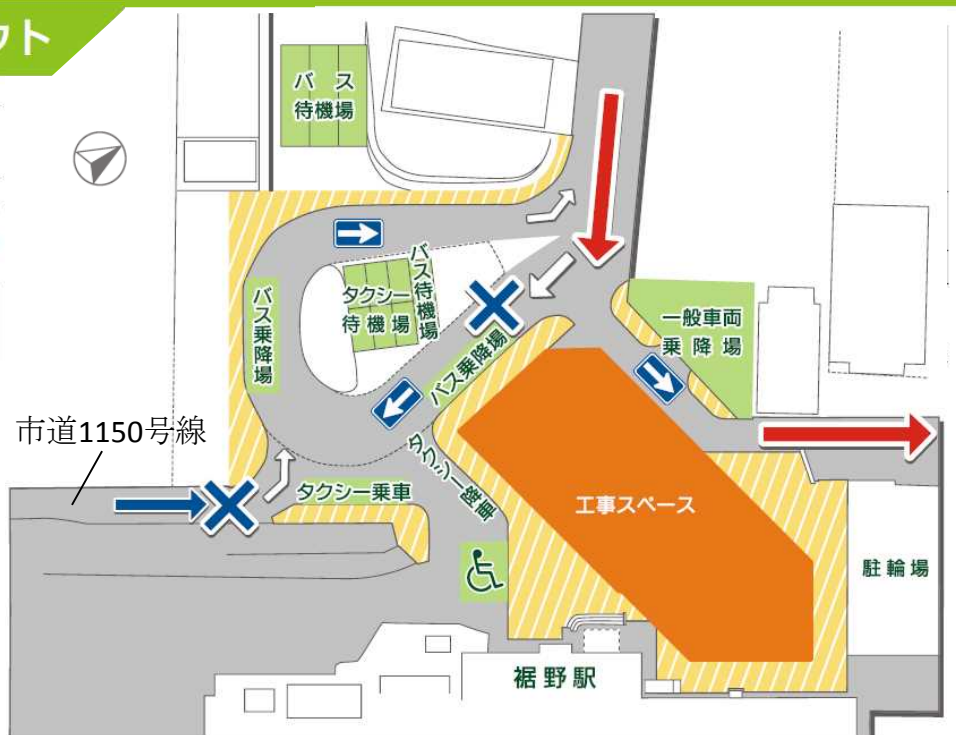 ウト
バス
待機場
バス待機場
タクシー
待機場
バス乗降場
バス乗降場
一般車両
乗降場
市道1150号線
タクシー乗車
タクシー降車
工事スペース
駐輪場
裾野駅